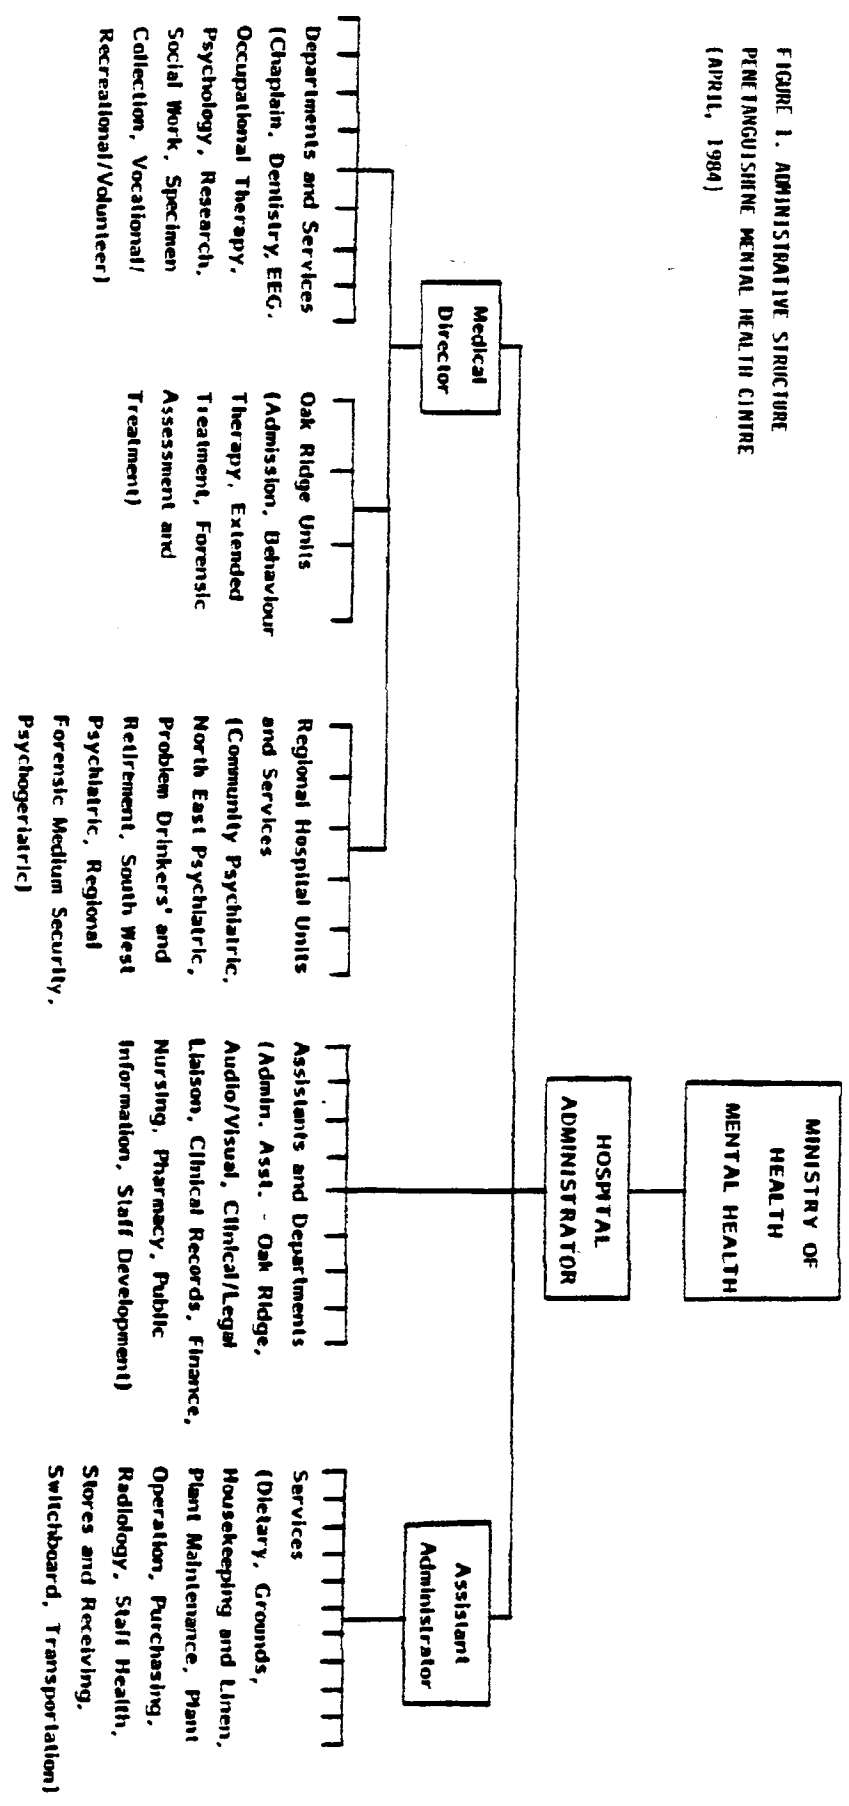 FIGURE 1. ADMINISTRATIVE STRUCTURE
PENETANGUISHENE MENTAL HEALTH CENTRE
(APRIL, 1984)
MINISTRY OF
HEALTH
MENTAL HEALTH
HOSPITAL
ADMINISTRATOR
Medical
Director
Assistant
Administrator
Departments and Services
(Chaplain, Dentistry, EEG,
Occupational Therapy,
Psychology, Research,
Social Work, Specimen
Collection, Vocational/
Recreational/Volunteer)
Oak Ridge Units
(Admission, Behaviour
Therapy, Extended
Treatment, Forensic
Assessment and
Treatment)
Regional Hospital Units
and Services
(Community Psychiatric,
North East Psychiatric,
Problem Drinkers' and
Retirement, South West
Psychiatric, Regional
Forensic Medium Security,
Psychogeriatric)
Assistants and Departments
(Admin. Asst. - Oak Ridge,
Audio/Visual, Clinical/Legal
Liaison, Clinical Records, Finance,
Nursing, Pharmacy, Public
Information, Staff Development)
Services
(Dietary, Grounds,
Housekeeping and Linen,
Plant Maintenance, Plant
Operation, Purchasing,
Radiology, Staff Health,
Stores and Receiving,
Switchboard, Transportation)